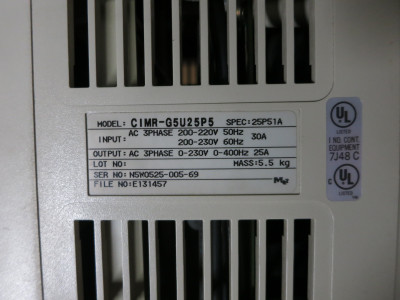 MODEL: CIMR-G5U25P5 SPEC:25P51A
INPUT: AC 3PHASE 200-220V 50Hz 30A
200-230V 60Hz
OUTPUT: AC 3PHASE 0-230V 0-400Hz 25A
LOT NO: MASS:5.5 kg
SER NO: N5W0525-005-69
FILE NO:E131457
UL
LISTED
1 IND. CONT.
EQUIPMENT
7J48 C
C UL
LISTED